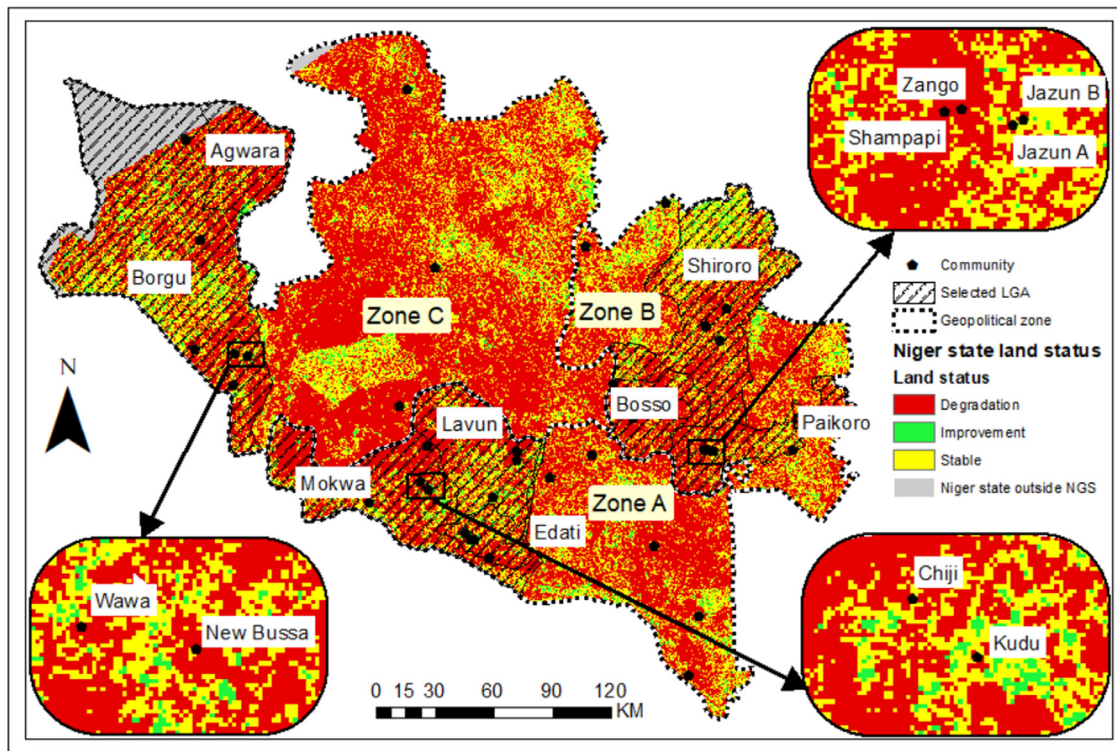 Zango
Jazun B
Shampapi
Jazun A
Agwara
Borgu
Shiroro
Zone C
Zone B
Community
Selected LGA
Geopolitical zone
Niger state land status
Land status
Degradation
Improvement
Stable
Niger state outside NGS
N
Bosso
Lavun
Paikoro
Mokwa
Zone A
Edati
Wawa
New Bussa
Chiji
Kudu
0 15 30 60 90 120
KM